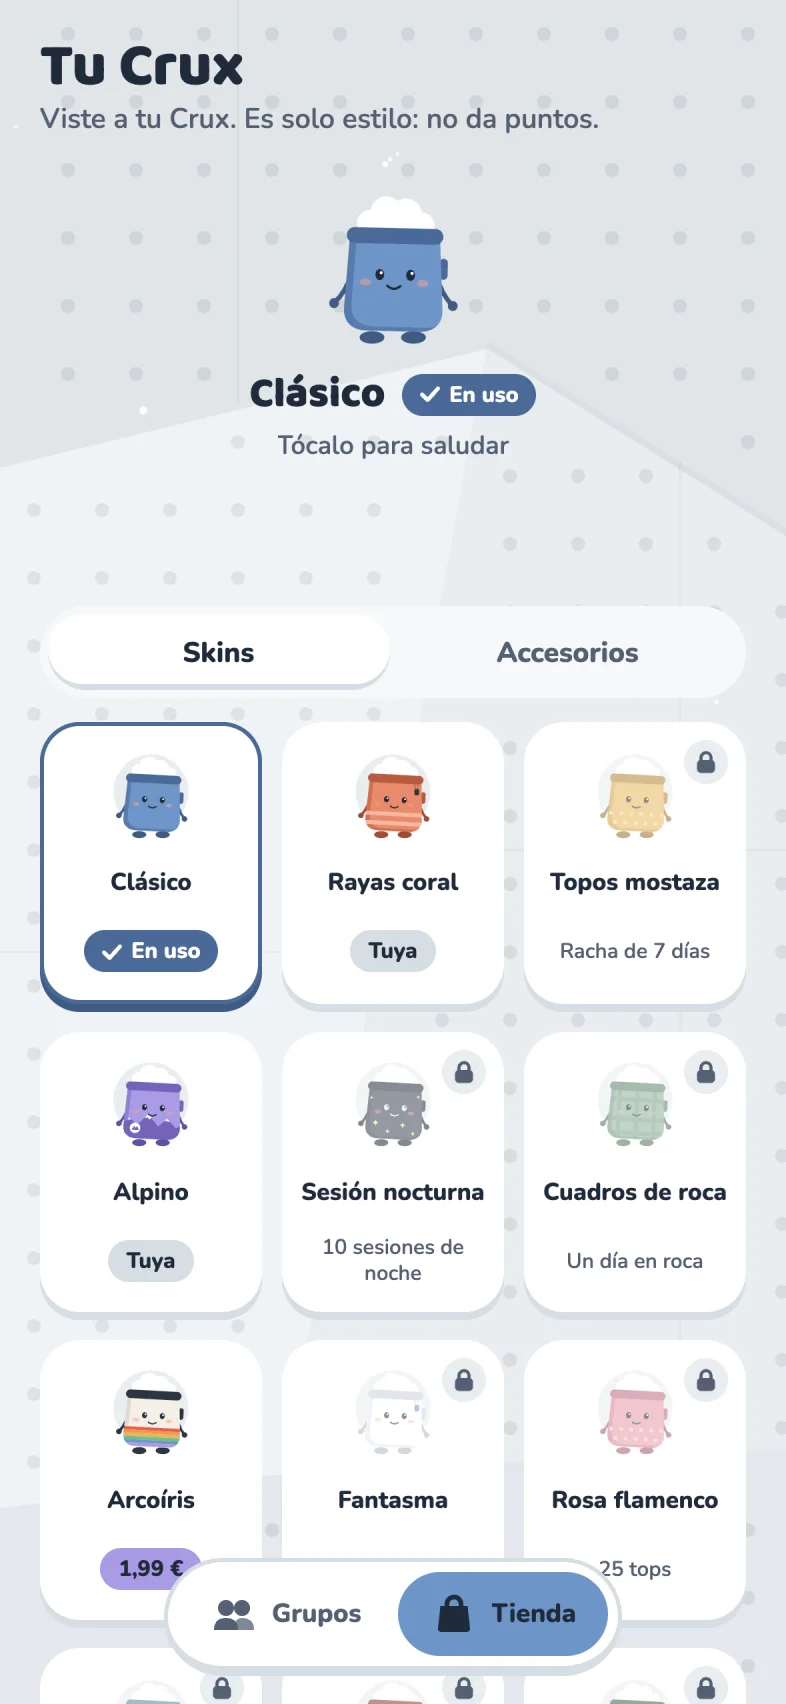 Tu Crux
Viste a tu Crux. Es solo estilo: no da puntos.
Clásico
En uso
Tócalo para saludar
Skins
Accesorios
Clásico
En uso
Rayas coral
Tuya
Topos mostaza
Racha de 7 días
Alpino
Tuya
Sesión nocturna
10 sesiones de
noche
Cuadros de roca
Un día en roca
Arcoíris
1,99 €
Fantasma
Rosa flamenco
25 tops
Grupos
Tienda